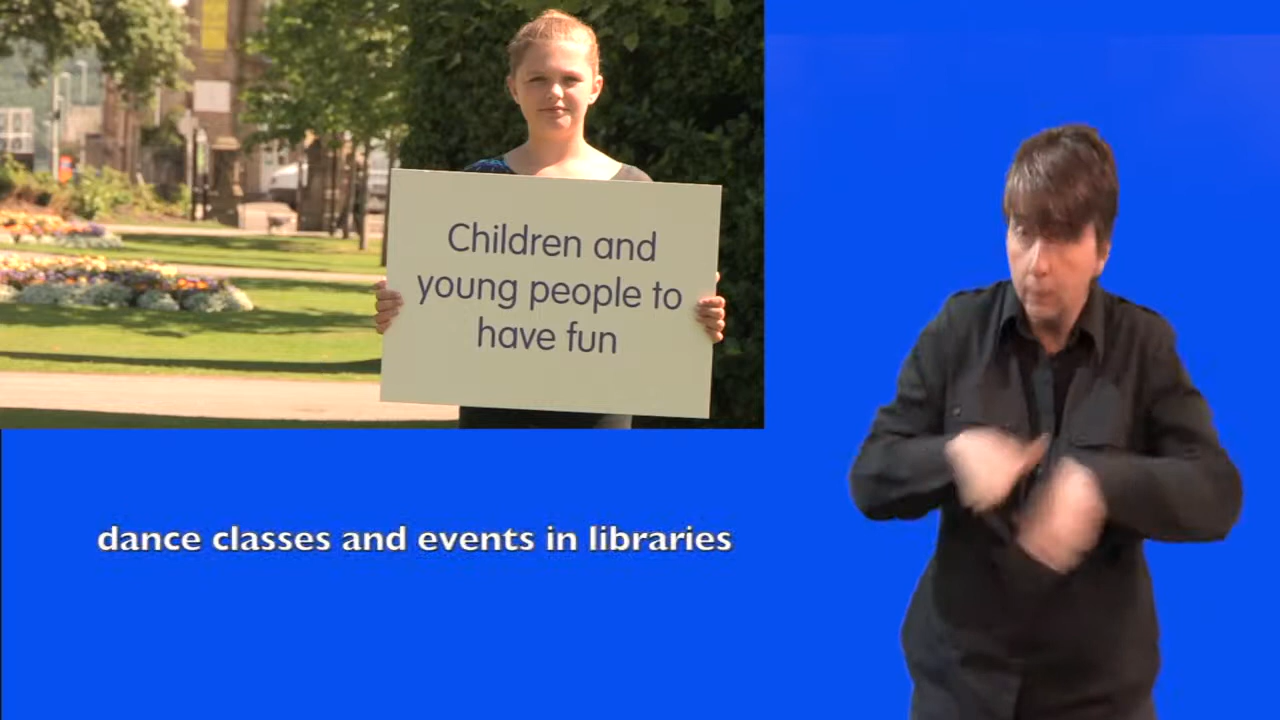 Children and
young people to
have fun
dance classes and events in libraries